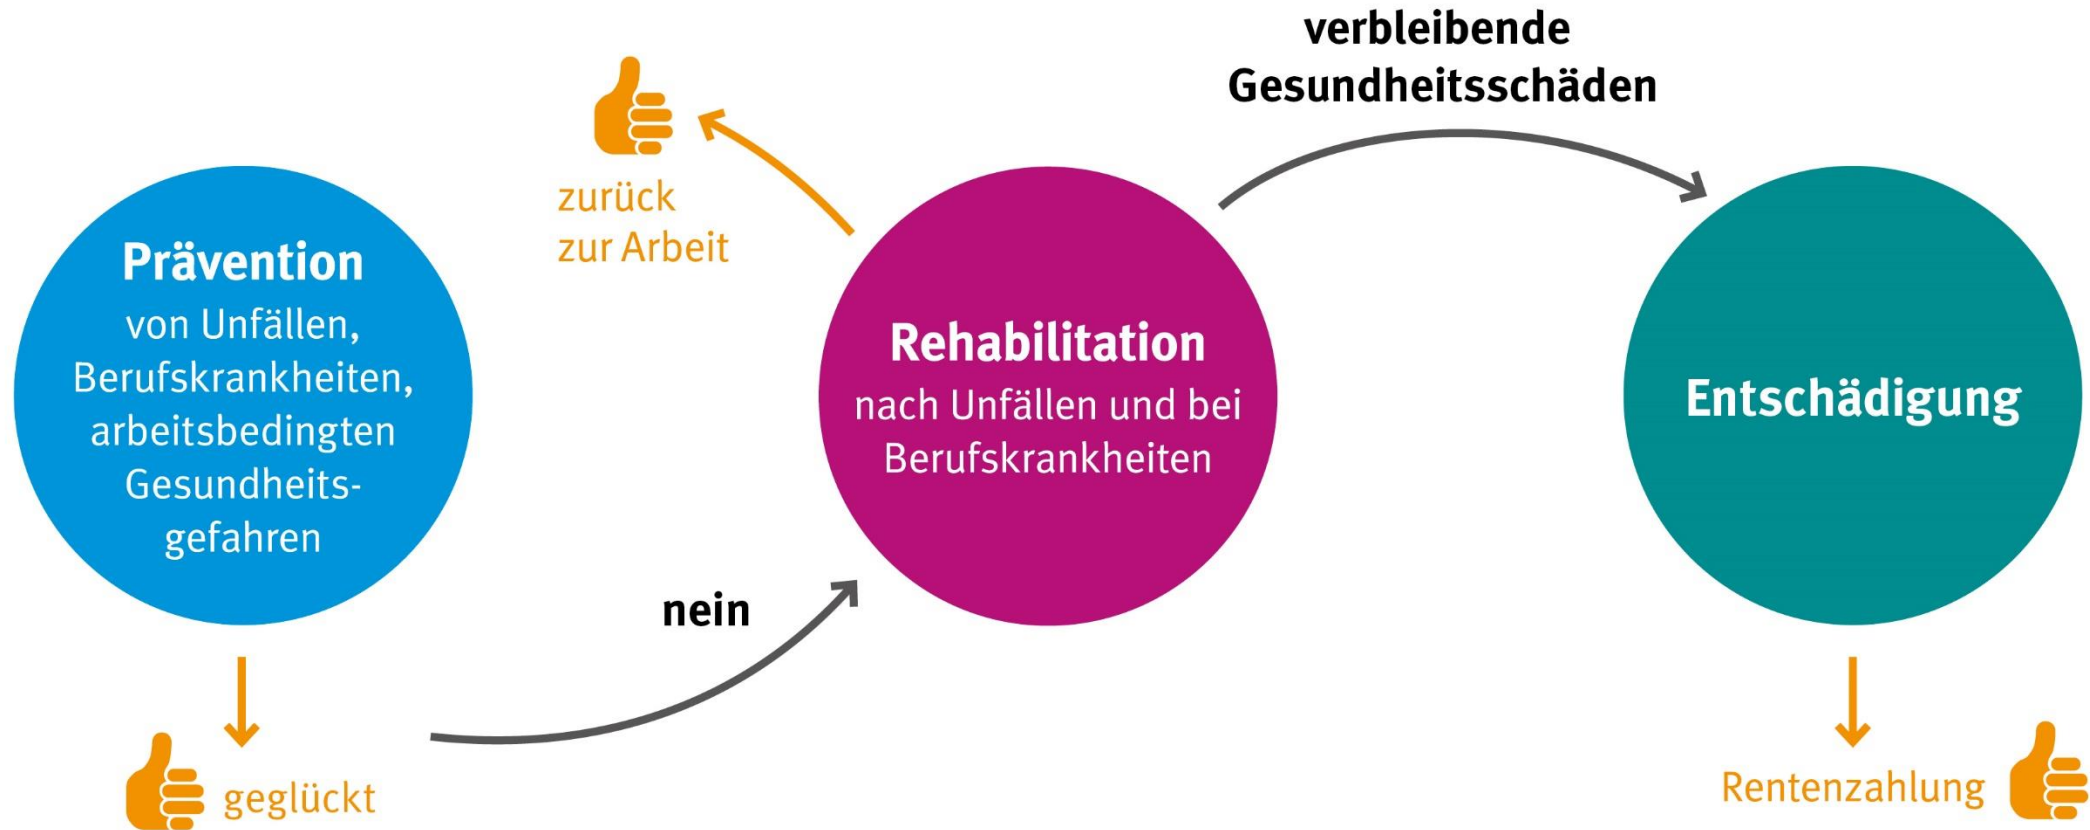 Prävention
von Unfällen,
Berufskrankheiten,
arbeitsbedingten
Gesundheits-
gefahren
geglückt
nein
zurück
zur Arbeit
Rehabilitation
nach Unfällen und bei
Berufskrankheiten
verbleibende
Gesundheitsschäden
Entschädigung
Rentenzahlung